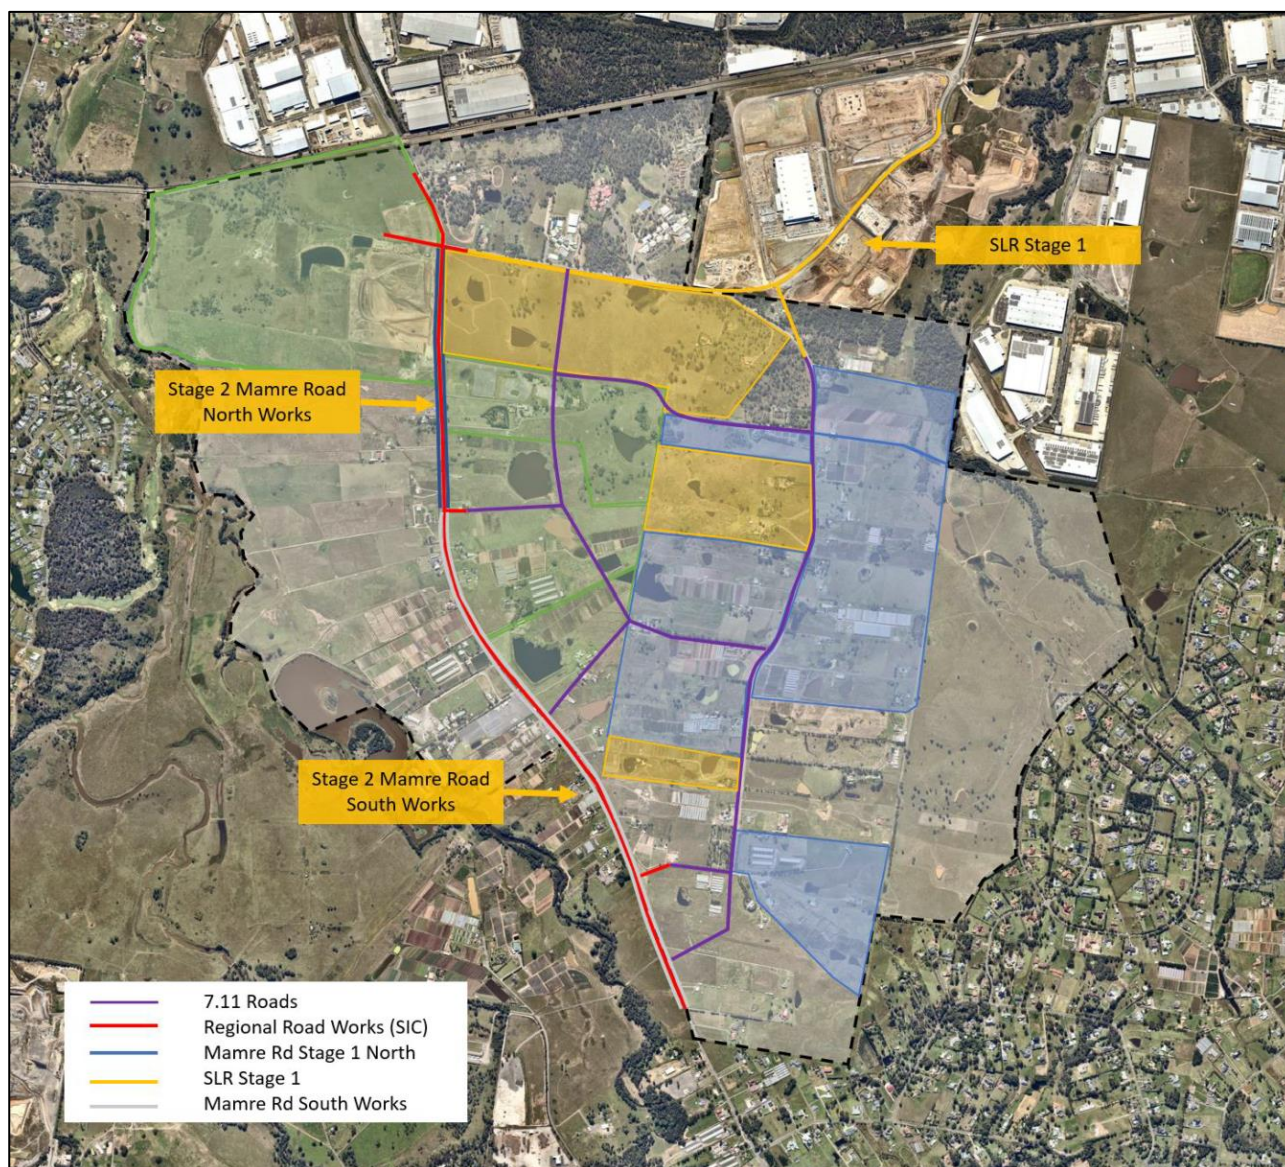 SLR Stage 1
Stage 2 Mamre Road
North Works
Stage 2 Mamre Road
South Works
7.11 Roads
Regional Road Works (SIC)
Mamre Rd Stage 1 North
SLR Stage 1
Mamre Rd South Works